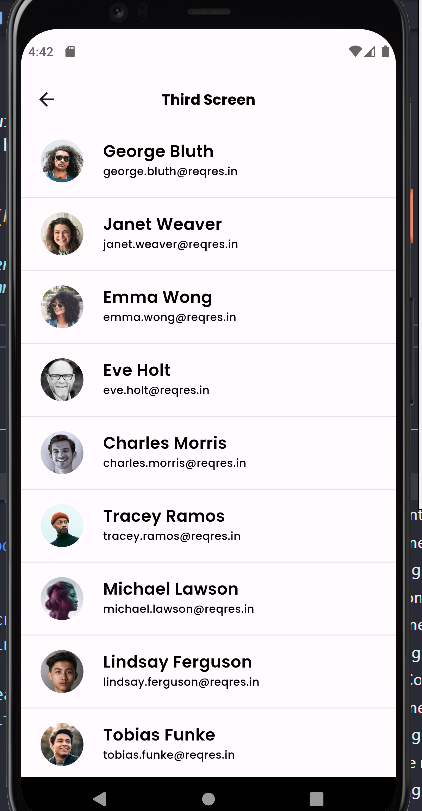 4:42
Third Screen
George Bluth
george.bluth@reqres.in
Janet Weaver
janet.weaver@reqres.in
Emma Wong
emma.wong@reqres.in
Eve Holt
eve.holt@reqres.in
Charles Morris
charles.morris@reqres.in
Tracey Ramos
tracey.ramos@reqres.in
Michael Lawson
michael.lawson@reqres.in
Lindsay Ferguson
lindsay.ferguson@reqres.in
Tobias Funke
tobias.funke@reqres.in